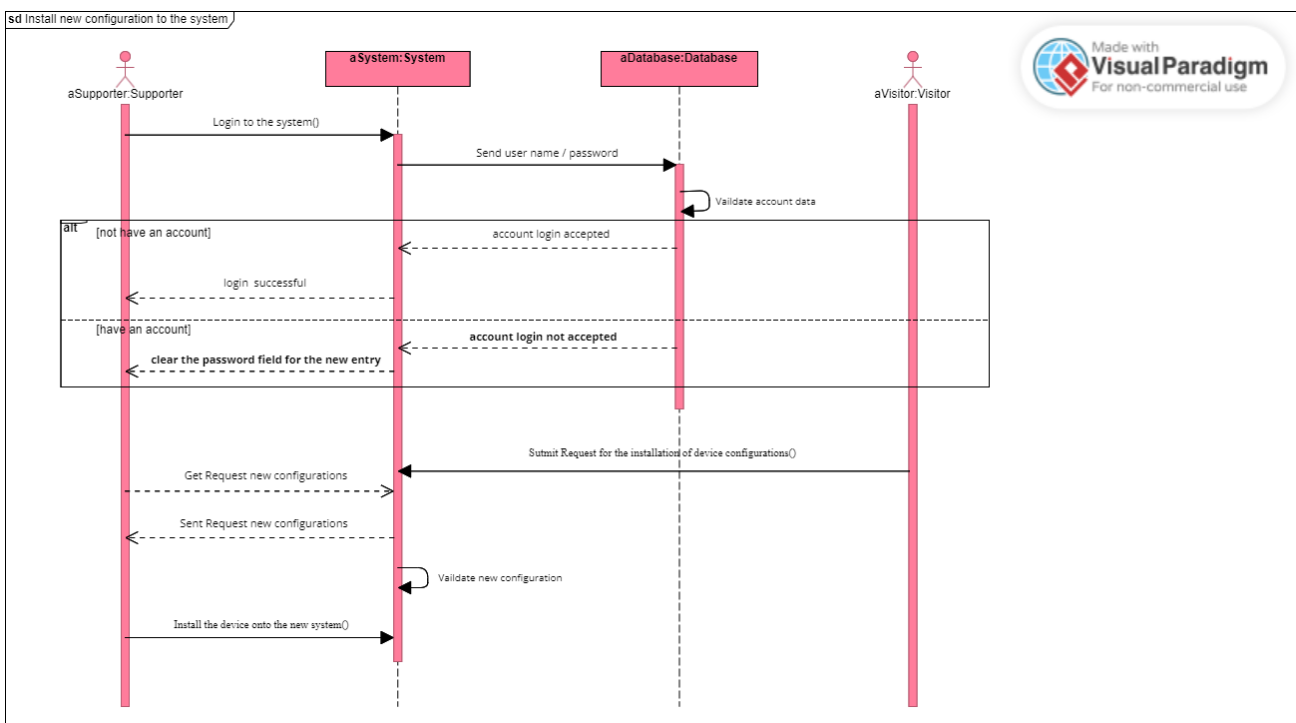 sd Install new configuration to the system
Made with
Visual Paradigm
For non-commercial use
aSystem:System
aDatabase:Database
aSupporter:Supporter
aVisitor:Visitor
Login to the system()
Send user name / password
Vaildate account data
alt
[not have an account]
account login accepted
login successful
[have an account]
account login not accepted
clear the password field for the new entry
Sutmit Request for the installation of device configurations()
Get Request new configurations
Sent Request new configurations
Vaildate new configuration
Install the device onto the new system()